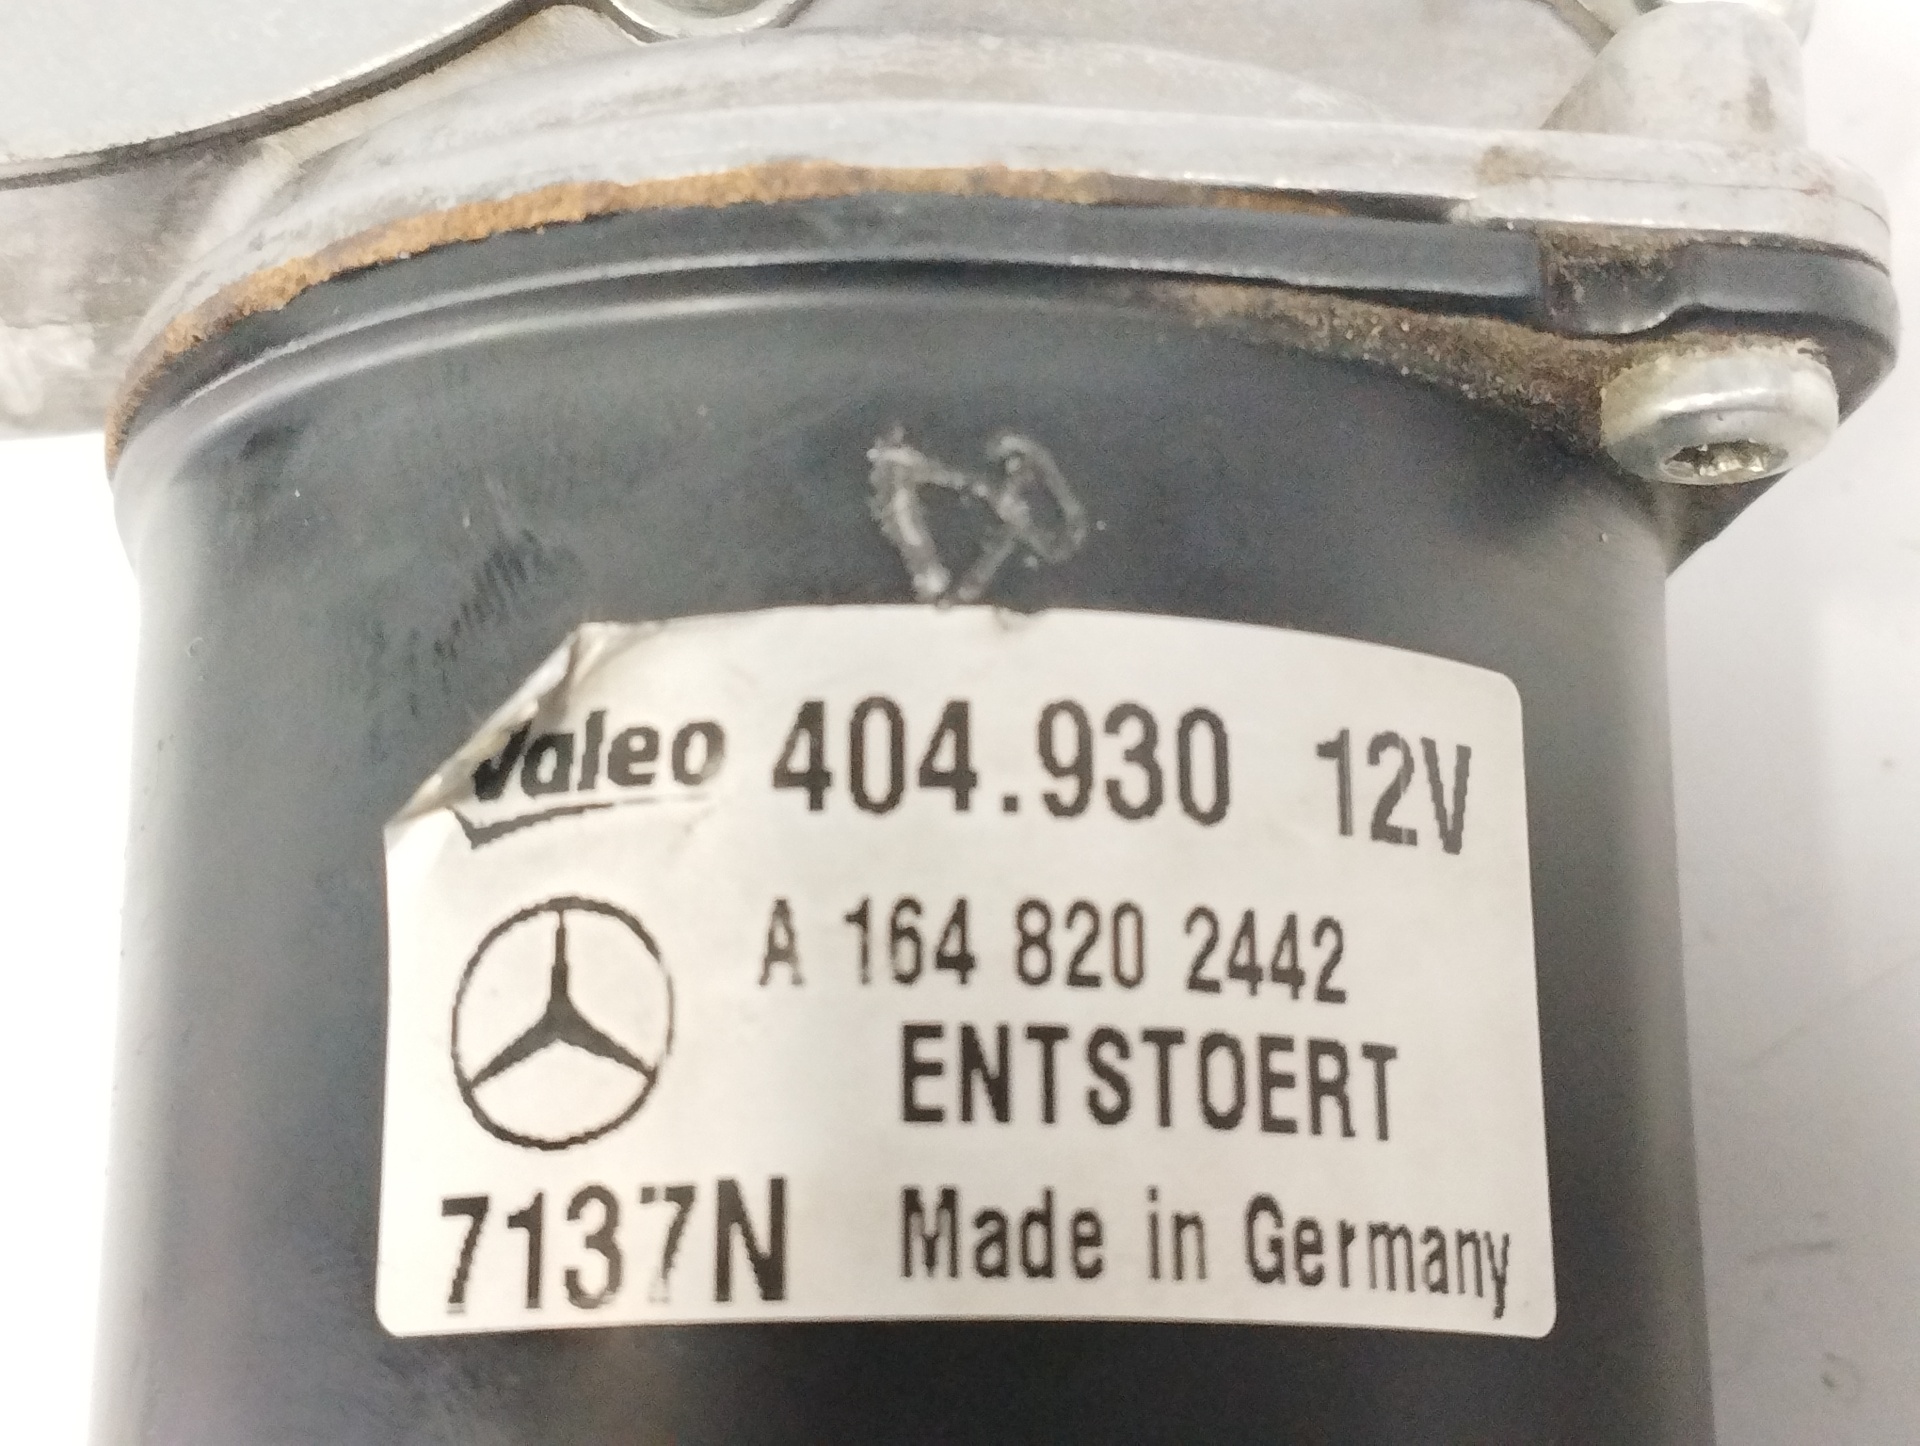 Valeo 404.930 12V
A 164 820 2442
ENTSTOERT
7137N Made in Germany